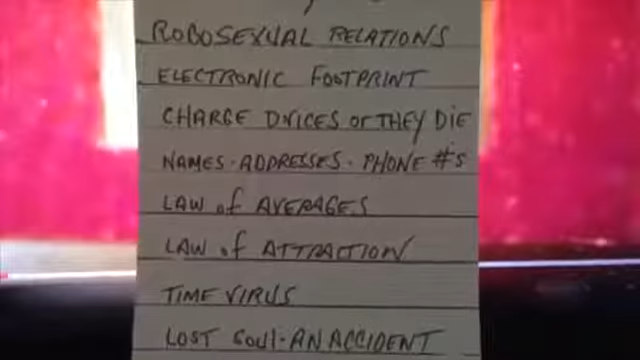 ROBOSEXUAL RELATIONS
ELECTRONIC FOOTPRINT
CHARGE DVICES or THEY DIE
NAMES - ADDRESSES - PHONE #'s
LAW of AVERAGES
LAW of ATTRACTION
TIME VIRUS
LOST SOUl - AN ACCIDENT